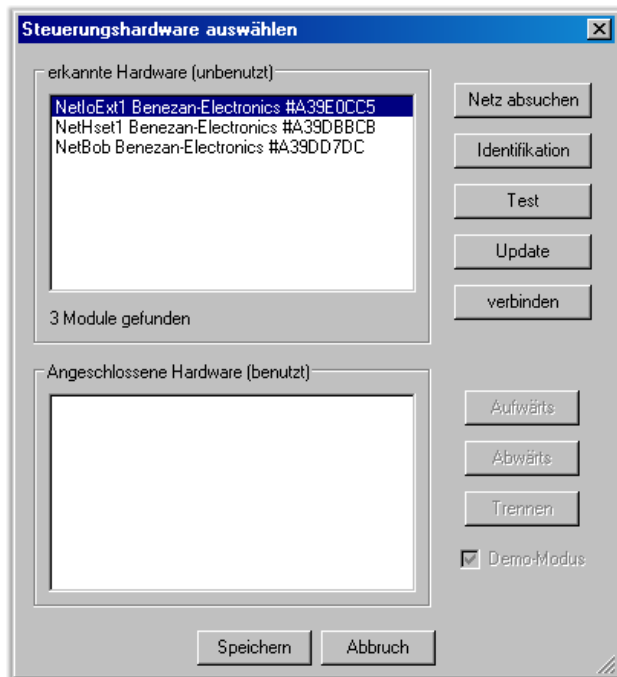 Steuerungshardware auswählen
erkannte Hardware (unbenutzt)
NetIoExt1 Benezan-Electronics #A39E0CC5
NetHset1 Benezan-Electronics #A39DBBCB
NetBob Benezan-Electronics #A39DD7DC
3 Module gefunden
Netz absuchen
Identifikation
Test
Update
verbinden
Angeschlossene Hardware (benutzt)
Aufwärts
Abwärts
Trennen
Demo-Modus
Speichern
Abbruch